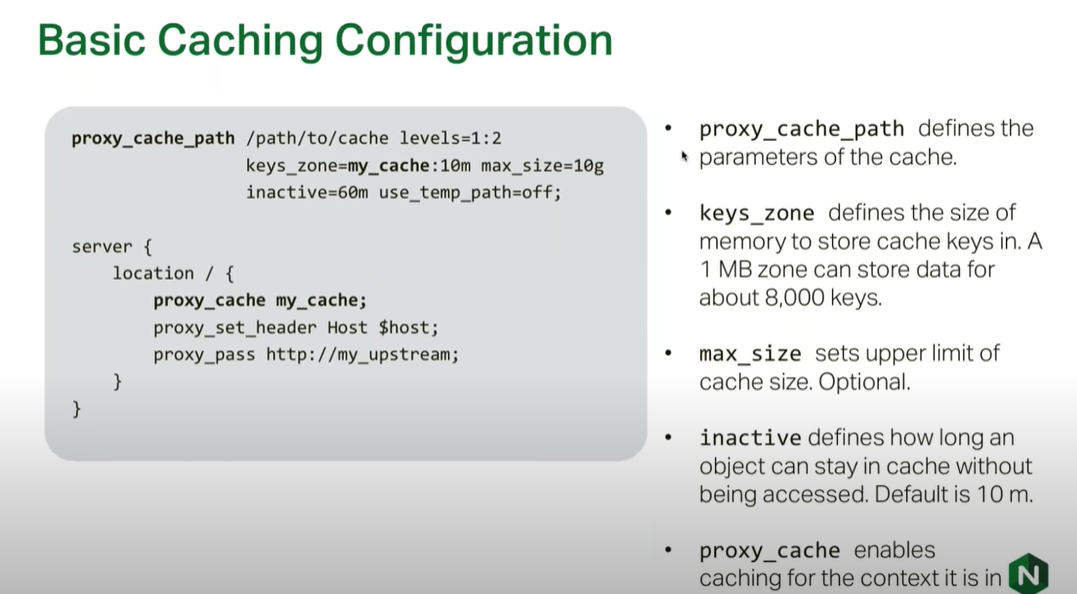 Basic Caching Configuration
proxy_cache_path /path/to/cache levels=1:2
keys_zone=my_cache:10m max_size=10g
inactive=60m use_temp_path=off;
server {
location / {
proxy_cache my_cache;
proxy_set_header Host $host;
proxy_pass http://my_upstream;
}
}
• proxy_cache_path defines the
parameters of the cache.
• keys_zone defines the size of
memory to store cache keys in. A
1 MB zone can store data for
about 8,000 keys.
• max_size sets upper limit of
cache size. Optional.
• inactive defines how long an
object can stay in cache without
being accessed. Default is 10 m.
• proxy_cache enables
caching for the context it is in
N